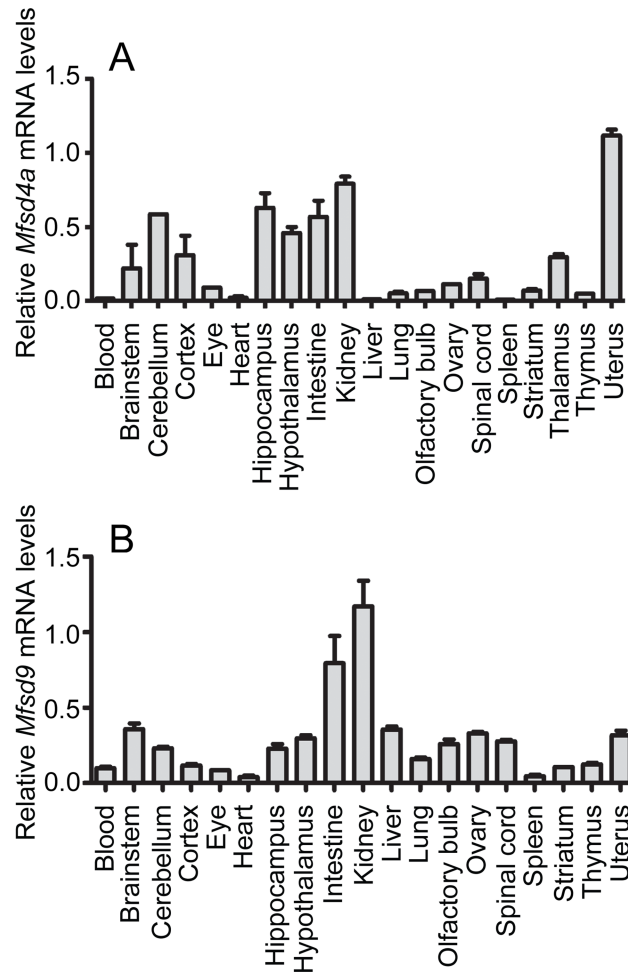 A
Relative Mfsd4a mRNA levels
1.5
1.0
0.5
0.0
Blood
Brainstem
Cerebellum
Cortex
Eye
Heart
Hippocampus
Hypothalamus
Intestine
Kidney
Liver
Lung
Olfactory bulb
Ovary
Spinal cord
Spleen
Striatum
Thalamus
Thymus
Uterus
B
Relative Mfsd9 mRNA levels
1.5
1.0
0.5
0.0
Blood
Brainstem
Cerebellum
Cortex
Eye
Heart
Hippocampus
Hypothalamus
Intestine
Kidney
Liver
Lung
Olfactory bulb
Ovary
Spinal cord
Spleen
Striatum
Thymus
Uterus